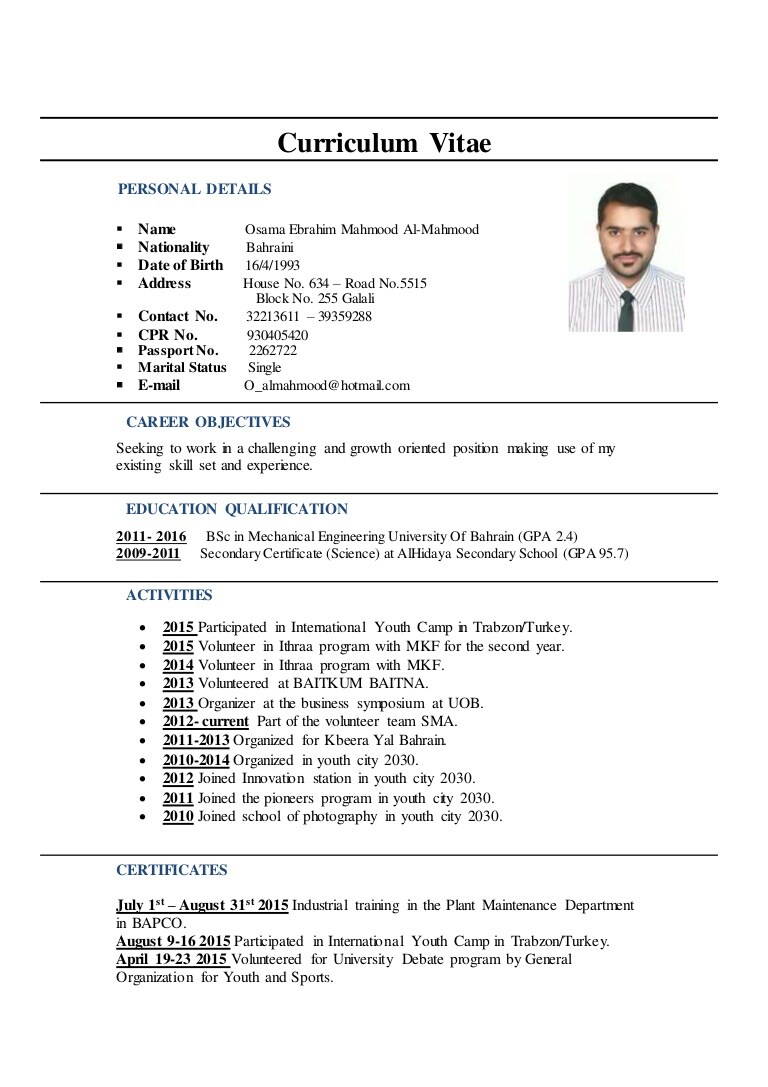 Curriculum Vitae
PERSONAL DETAILS
▪ Name Osama Ebrahim Mahmood Al-Mahmood
▪ Nationality Bahraini
▪ Date of Birth 16/4/1993
▪ Address House No. 634 – Road No.5515
Block No. 255 Galali
▪ Contact No. 32213611 – 39359288
▪ CPR No. 930405420
▪ Passport No. 2262722
▪ Marital Status Single
▪ E-mail O_almahmood@hotmail.com
CAREER OBJECTIVES
Seeking to work in a challenging and growth oriented position making use of my
existing skill set and experience.
EDUCATION QUALIFICATION
2011- 2016 BSc in Mechanical Engineering University Of Bahrain (GPA 2.4)
2009-2011 Secondary Certificate (Science) at AlHidaya Secondary School (GPA 95.7)
ACTIVITIES
• 2015 Participated in International Youth Camp in Trabzon/Turkey.
• 2015 Volunteer in Ithraa program with MKF for the second year.
• 2014 Volunteer in Ithraa program with MKF.
• 2013 Volunteered at BAITKUM BAITNA.
• 2013 Organizer at the business symposium at UOB.
• 2012- current Part of the volunteer team SMA.
• 2011-2013 Organized for Kbeera Yal Bahrain.
• 2010-2014 Organized in youth city 2030.
• 2012 Joined Innovation station in youth city 2030.
• 2011 Joined the pioneers program in youth city 2030.
• 2010 Joined school of photography in youth city 2030.
CERTIFICATES
July 1st – August 31st 2015 Industrial training in the Plant Maintenance Department
in BAPCO.
August 9-16 2015 Participated in International Youth Camp in Trabzon/Turkey.
April 19-23 2015 Volunteered for University Debate program by General
Organization for Youth and Sports.